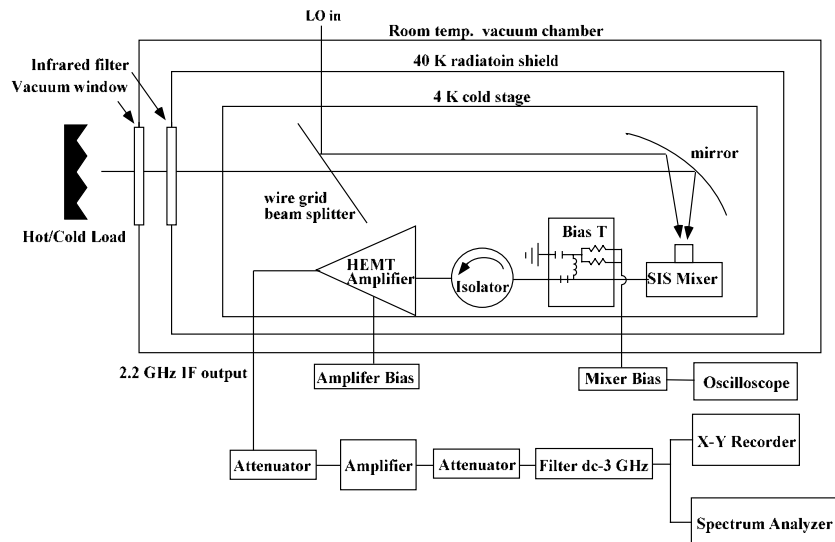 LO in
Room temp. vacuum chamber
Infrared filter
Vacuum window
40 K radiatoin shield
4 K cold stage
mirror
wire grid
beam splitter
Hot/Cold Load
Bias T
HEMT
Amplifier
Isolator
SIS Mixer
2.2 GHz IF output
Amplifer Bias
Mixer Bias
Oscilloscope
Attenuator
Amplifier
Attenuator
Filter dc-3 GHz
X-Y Recorder
Spectrum Analyzer